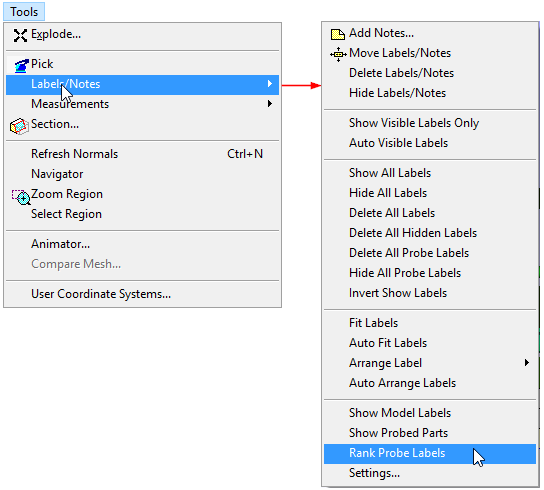 Tools
Explode...
Pick
Labels/Notes
Measurements
Section...
Refresh Normals Ctrl+N
Navigator
Zoom Region
Select Region
Animator...
Compare Mesh...
User Coordinate Systems...
Add Notes...
Move Labels/Notes
Delete Labels/Notes
Hide Labels/Notes
Show Visible Labels Only
Auto Visible Labels
Show All Labels
Hide All Labels
Delete All Labels
Delete All Hidden Labels
Delete All Probe Labels
Hide All Probe Labels
Invert Show Labels
Fit Labels
Auto Fit Labels
Arrange Label
Auto Arrange Labels
Show Model Labels
Show Probed Parts
Rank Probe Labels
Settings...